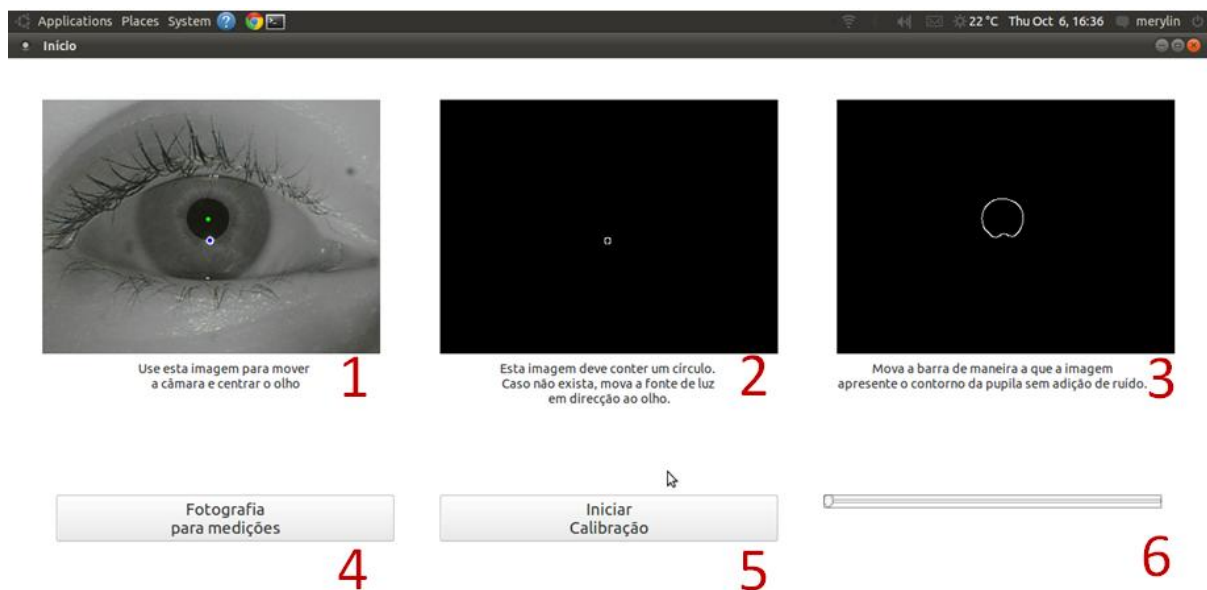 Applications Places System ?
22 °C Thu Oct 6, 16:36 merylin
Início
Use esta imagem para mover
a câmara e centrar o olho
1
Esta imagem deve conter um círculo.
Caso não exista, mova a fonte de luz
em direcção ao olho.
2
Mova a barra de maneira a que a imagem
apresente o contorno da pupila sem adição de ruído.
3
Fotografia
para medições
4
Iniciar
Calibração
5
6